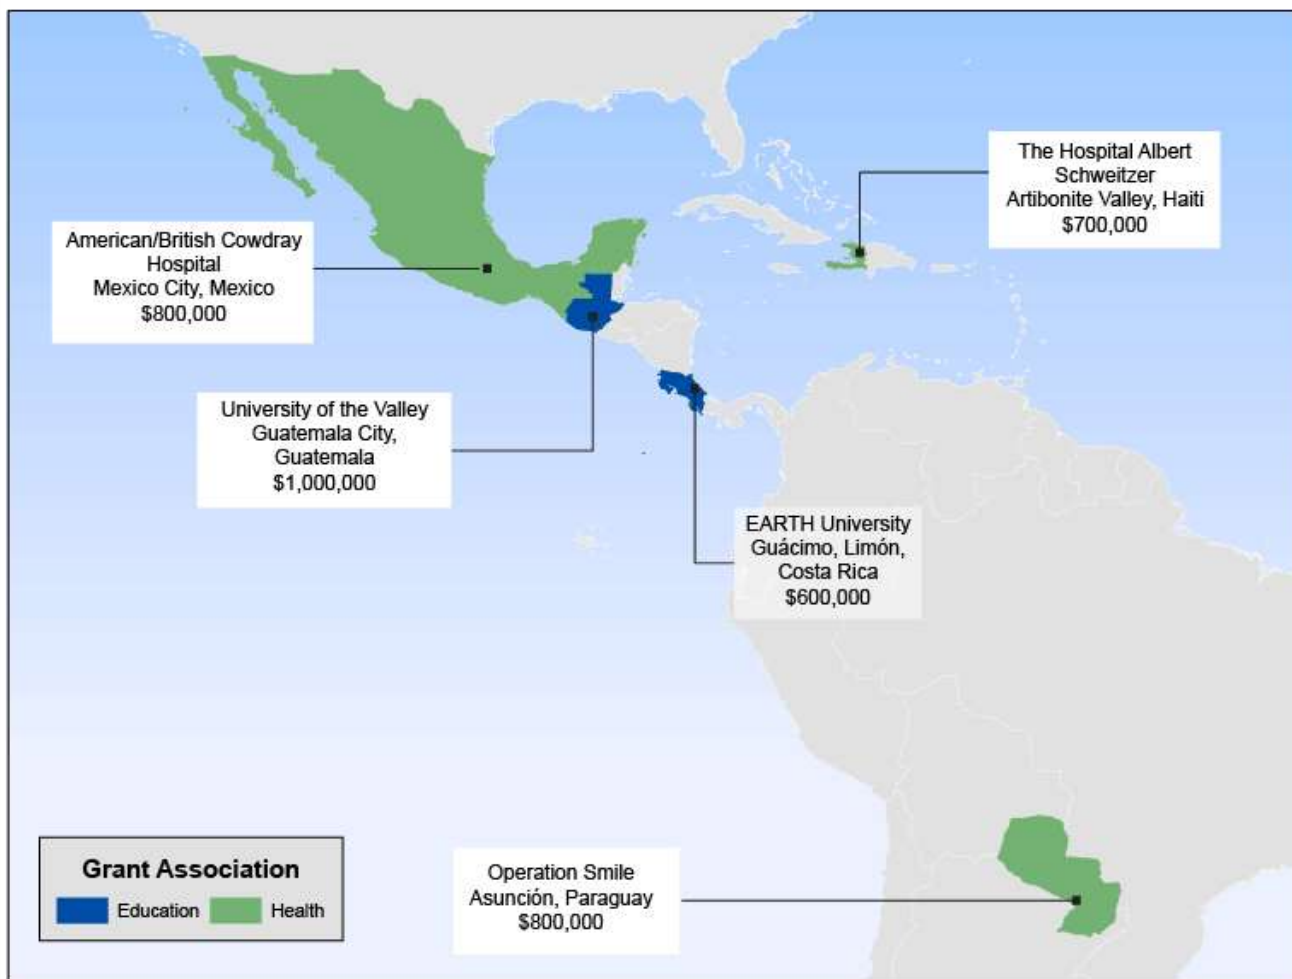 The Hospital Albert
Schweitzer
Artibonite Valley, Haiti
$700,000
American/British Cowdray
Hospital
Mexico City, Mexico
$800,000
University of the Valley
Guatemala City,
Guatemala
$1,000,000
EARTH University
Guácimo, Limón,
Costa Rica
$600,000
Operation Smile
Asunción, Paraguay
$800,000
Grant Association
Education
Health